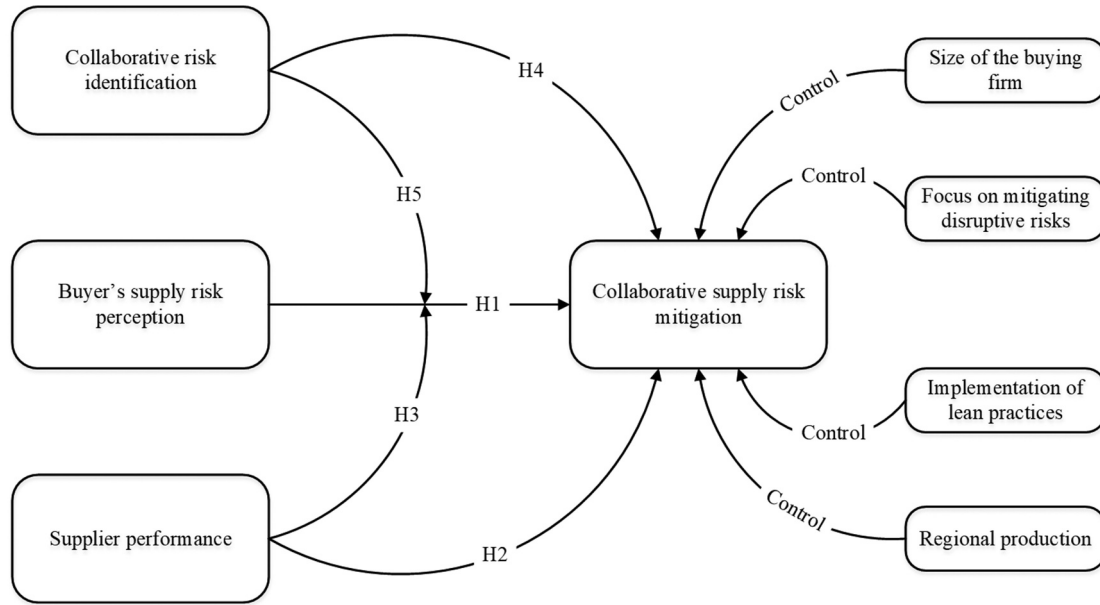 Collaborative risk
identification
H4
Control
Size of the buying
firm
H5
Control
Focus on mitigating
disruptive risks
Buyer's supply risk
perception
H1
Collaborative supply risk
mitigation
H3
Control
Implementation of
lean practices
Supplier performance
H2
Control
Regional production